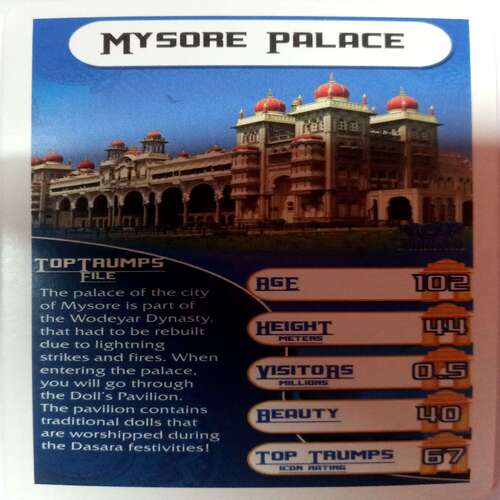 MYSORE PALACE
TOPTRUMPS
FILE
The palace of the city
of Mysore is part of
the Wodeyar Dynasty,
that had to be rebuilt
due to lightning
strikes and fires. When
entering the palace,
you will go through
the Doll's Pavilion.
The pavilion contains
traditional dolls that
are worshipped during
the Dasara festivities!
AGE 102
HEIGHT 44
METERS
VISITORS 0.5
MILLIONS
BEAUTY 40
TOP TRUMPS 67
ICON RATING